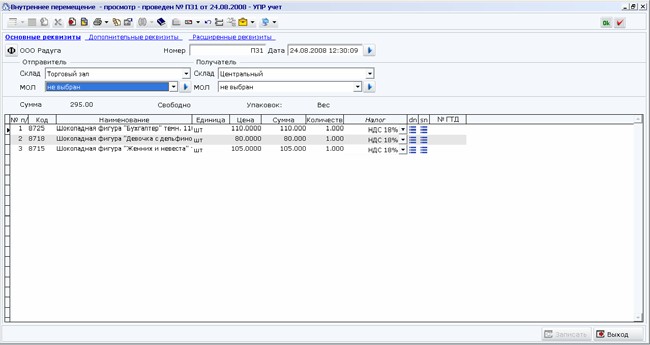 Внутреннее перемещение - просмотр - проведен № П31 от 24.08.2008 - УПР учет
Ok
Основные реквизиты Дополнительные реквизиты Расширенные реквизиты
Ф ООО Радуга Номер П31 Дата 24.08.2008 12:30:09
Отправитель Получатель
Склад Торговый зал Склад Центральный
МОЛ не выбран МОЛ не выбран
Сумма 295.00 Свободно Упаковок: Вес
№ п/ Код Наименование Единица Цена Сумма Количеств Налог dn sn № ГТД
1 8725 Шоколадная фигура "Бухгалтер" темн. 11 шт 110.0000 110.000 1.000 НДС 18%
2 8718 Шоколадная фигура "Девочка с дельфино шт 80.0000 80.000 1.000 НДС 18%
3 8715 Шоколадная фигура "Женних и невеста" шт 105.0000 105.000 1.000 НДС 18%
Записать Выход